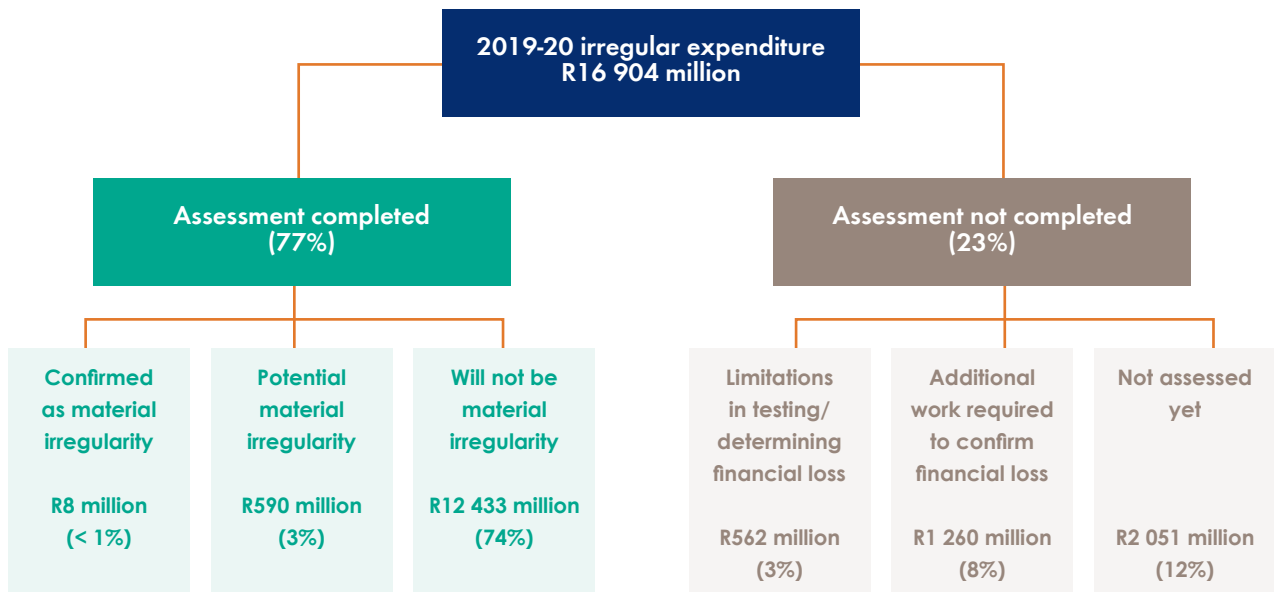 2019-20 irregular expenditure
R16 904 million
Assessment completed
(77%)
Assessment not completed
(23%)
Confirmed
as material
irregularity
R8 million
(< 1%)
Potential
material
irregularity
R590 million
(3%)
Will not be
material
irregularity
R12 433 million
(74%)
Limitations
in testing/
determining
financial loss
R562 million
(3%)
Additional
work required
to confirm
financial loss
R1 260 million
(8%)
Not assessed
yet
R2 051 million
(12%)